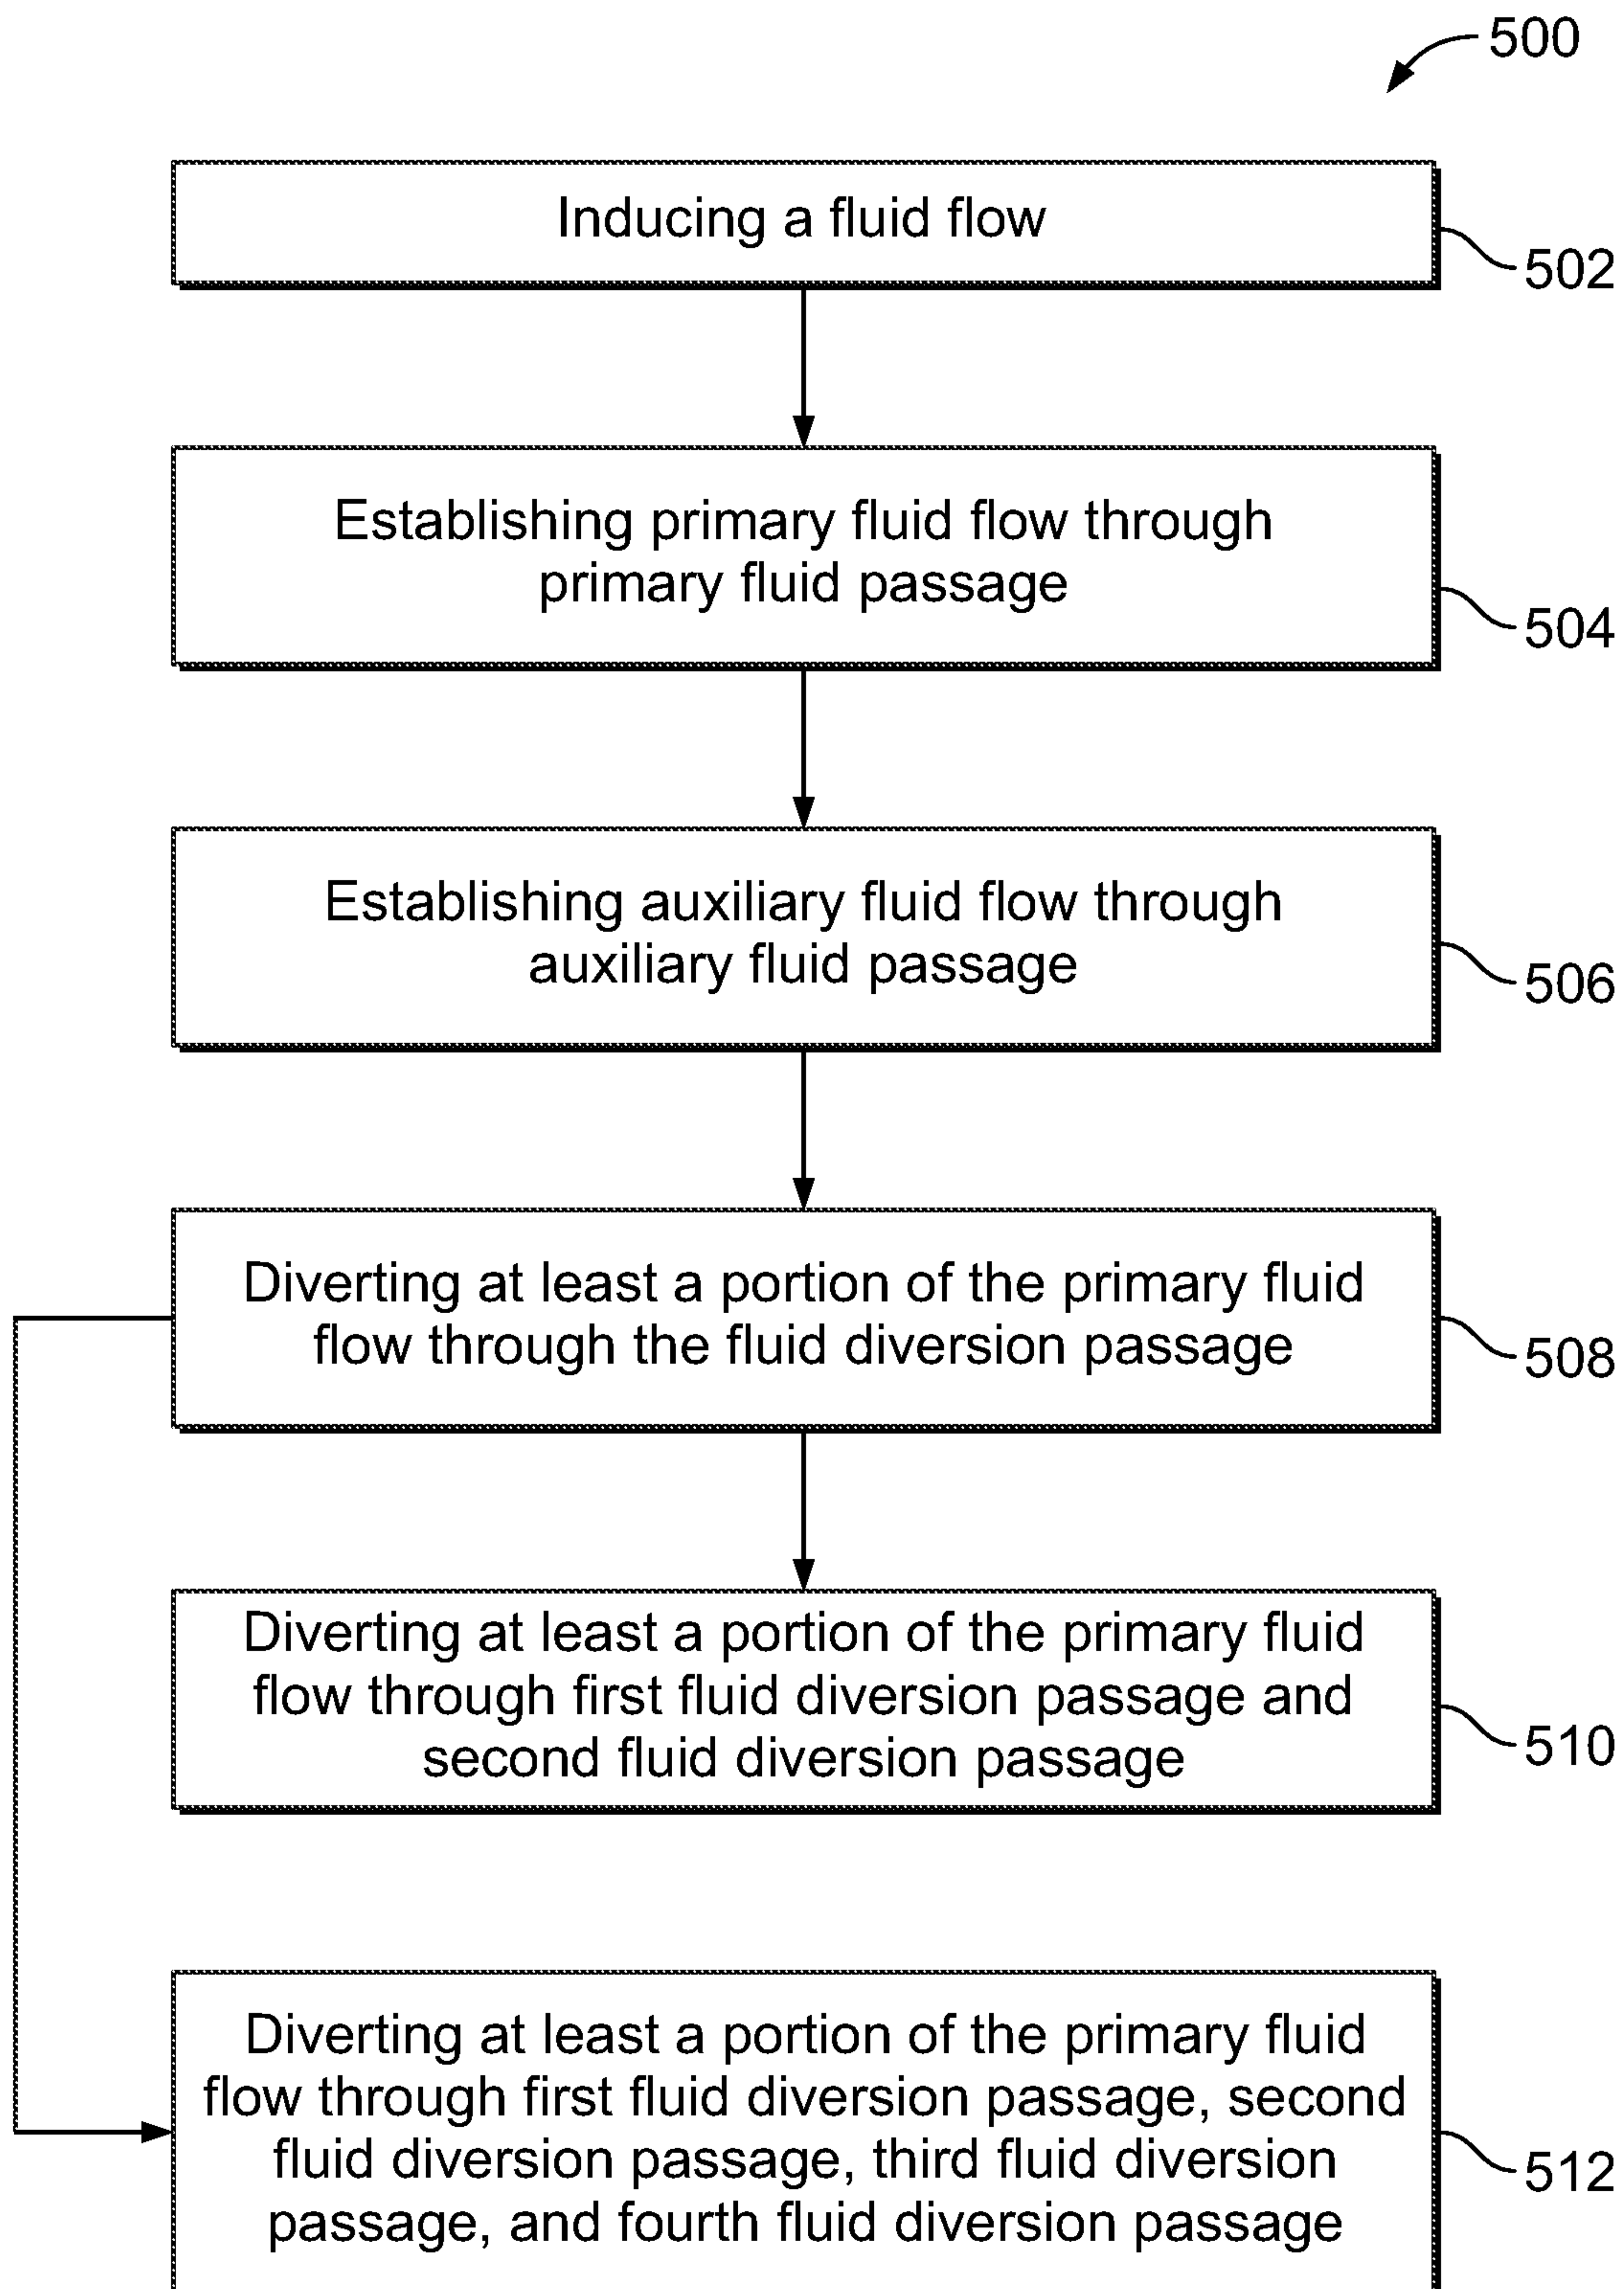 500
Inducing a fluid flow
502
Establishing primary fluid flow through
primary fluid passage
504
Establishing auxiliary fluid flow through
auxiliary fluid passage
506
Diverting at least a portion of the primary fluid
flow through the fluid diversion passage
508
Diverting at least a portion of the primary fluid
flow through first fluid diversion passage and
second fluid diversion passage
510
Diverting at least a portion of the primary fluid
flow through first fluid diversion passage, second
fluid diversion passage, third fluid diversion
passage, and fourth fluid diversion passage
512